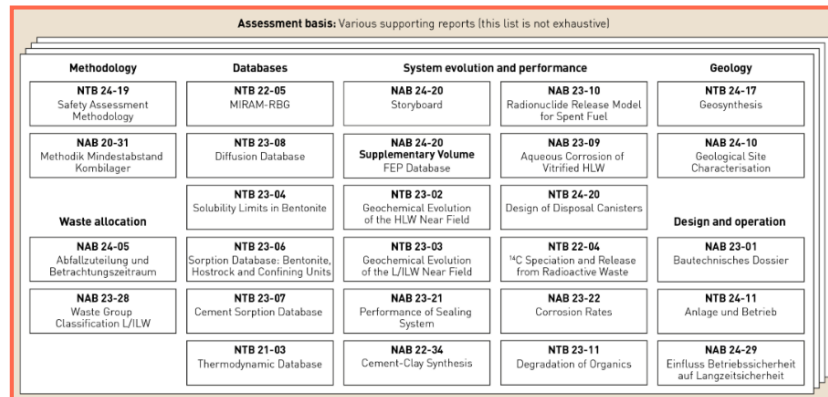 Assessment basis: Various supporting reports (this list is not exhaustive)
Methodology
NTB 24-19
Safety Assessment
Methodology
NAB 20-31
Methodik Mindestabstand
Kombilager
Waste allocation
NAB 24-05
Abfallzuteilung und
Betrachtungszeitraum
NAB 23-28
Waste Group
Classification L/ILW
Databases
NTB 22-05
MIRAM-RBG
NTB 23-08
Diffusion Database
NTB 23-04
Solubility Limits in Bentonite
NTB 23-06
Sorption Database: Bentonite,
Hostrock and Confining Units
NTB 23-07
Cement Sorption Database
NTB 21-03
Thermodynamic Database
System evolution and performance
NAB 24-20
Storyboard
NAB 24-20
Supplementary Volume
FEP Database
NTB 23-02
Geochemical Evolution
of the HLW Near Field
NTB 23-03
Geochemical Evolution
of the L/ILW Near Field
NAB 23-21
Performance of Sealing
System
NAB 22-34
Cement-Clay Synthesis
NAB 23-10
Radionuclide Release Model
for Spent Fuel
NAB 23-09
Aqueous Corrosion of
Vitrified HLW
NTB 24-20
Design of Disposal Canisters
NTB 22-04
¹⁴C Speciation and Release
from Radioactive Waste
NAB 23-22
Corrosion Rates
NTB 23-11
Degradation of Organics
Geology
NTB 24-17
Geosynthesis
NAB 24-10
Geological Site
Characterisation
Design and operation
NAB 23-01
Bautechnisches Dossier
NTB 24-11
Anlage und Betrieb
NAB 24-29
Einfluss Betriebssicherheit
auf Langzeitsicherheit